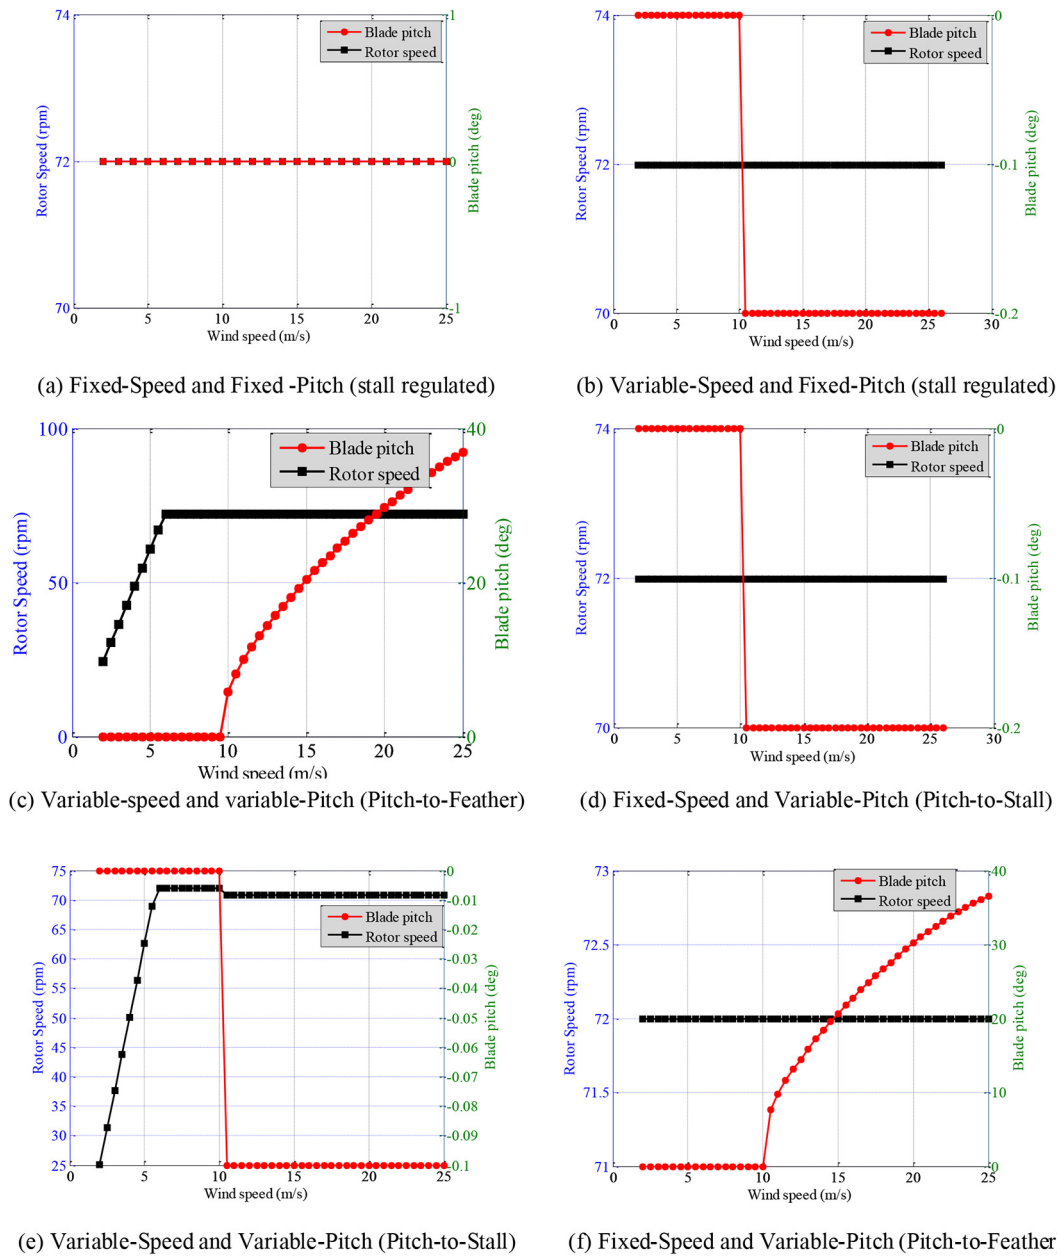 74
72
70
Rotor Speed (rpm)
1
0
-1
Blade pitch (deg)
Blade pitch
Rotor speed
0 5 10 15 20 25
Wind speed (m/s)
(a) Fixed-Speed and Fixed -Pitch (stall regulated)
74
72
70
Rotor Speed (rpm)
0
-0.1
-0.2
Blade pitch (deg)
Blade pitch
Rotor speed
0 5 10 15 20 25 30
Wind speed (m/s)
(b) Variable-Speed and Fixed-Pitch (stall regulated)
100
50
0
Rotor Speed (rpm)
40
20
0
Blade pitch (deg)
Blade pitch
Rotor speed
0 5 10 15 20 25
Wind speed (m/s)
(c) Variable-speed and variable-Pitch (Pitch-to-Feather)
74
72
70
Rotor Speed (rpm)
0
-0.1
-0.2
Blade pitch (deg)
Blade pitch
Rotor speed
0 5 10 15 20 25 30
Wind speed (m/s)
(d) Fixed-Speed and Variable-Pitch (Pitch-to-Stall)
75
70
65
60
55
50
45
40
35
30
25
Rotor Speed (rpm)
0
-0.01
-0.02
-0.03
-0.04
-0.05
-0.06
-0.07
-0.08
-0.09
-0.1
Blade pitch (deg)
Blade pitch
Rotor speed
0 5 10 15 20 25
Wind speed (m/s)
(e) Variable-Speed and Variable-Pitch (Pitch-to-Stall)
73
72.5
72
71.5
71
Rotor Speed (rpm)
40
30
20
10
0
Blade pitch (deg)
Blade pitch
Rotor speed
0 5 10 15 20 25
Wind speed (m/s)
(f) Fixed-Speed and Variable-Pitch (Pitch-to-Feather